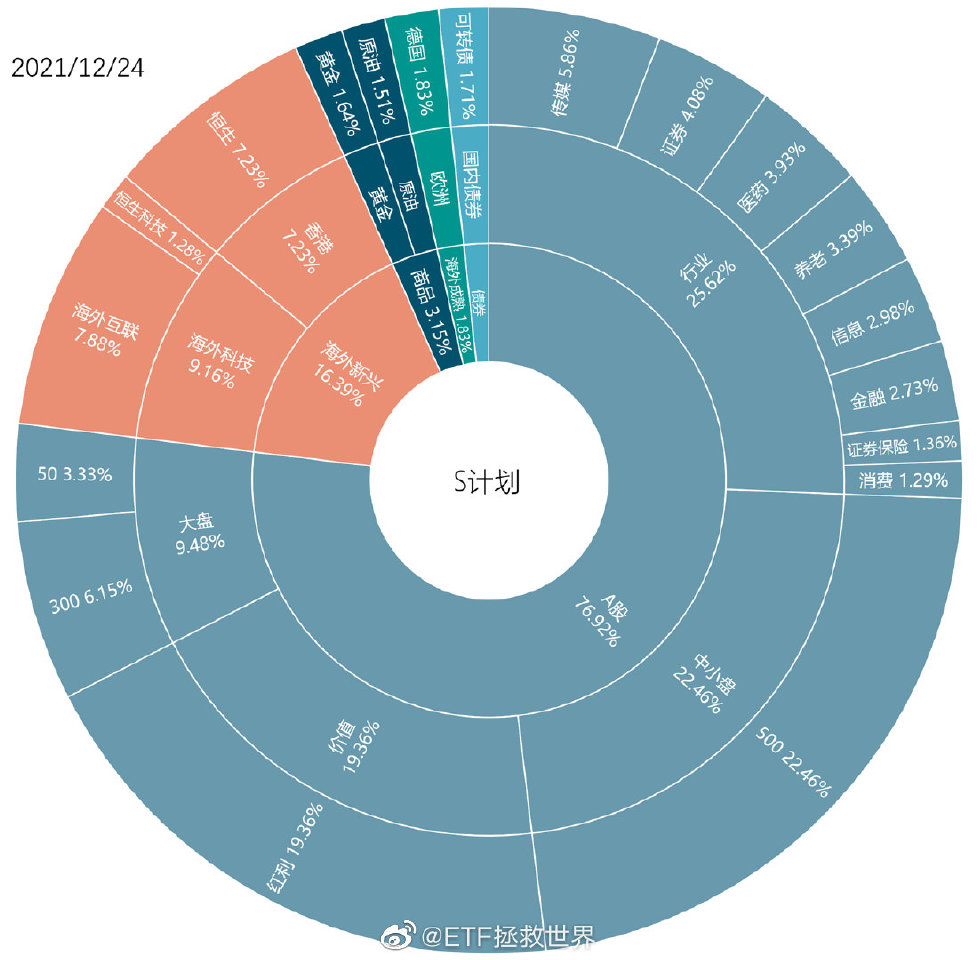 2021/12/24
S计划
A股
76.92%
行业
25.62%
传媒 5.86%
证券 4.08%
医药 3.93%
养老 3.39%
信息 2.98%
金融 2.73%
证券保险 1.36%
消费 1.29%
中小盘
22.46%
500 22.46%
价值
19.36%
红利 19.36%
大盘
9.48%
300 6.15%
50 3.33%
海外新兴
16.39%
海外科技
9.16%
海外互联
7.88%
恒生科技 1.28%
香港
7.23%
恒生 7.23%
商品 3.15%
黄金
黄金 1.64%
原油
原油 1.51%
海外成熟 1.83%
欧洲
德国 1.83%
债券
国内债券
可转债 1.71%
@ETF拯救世界